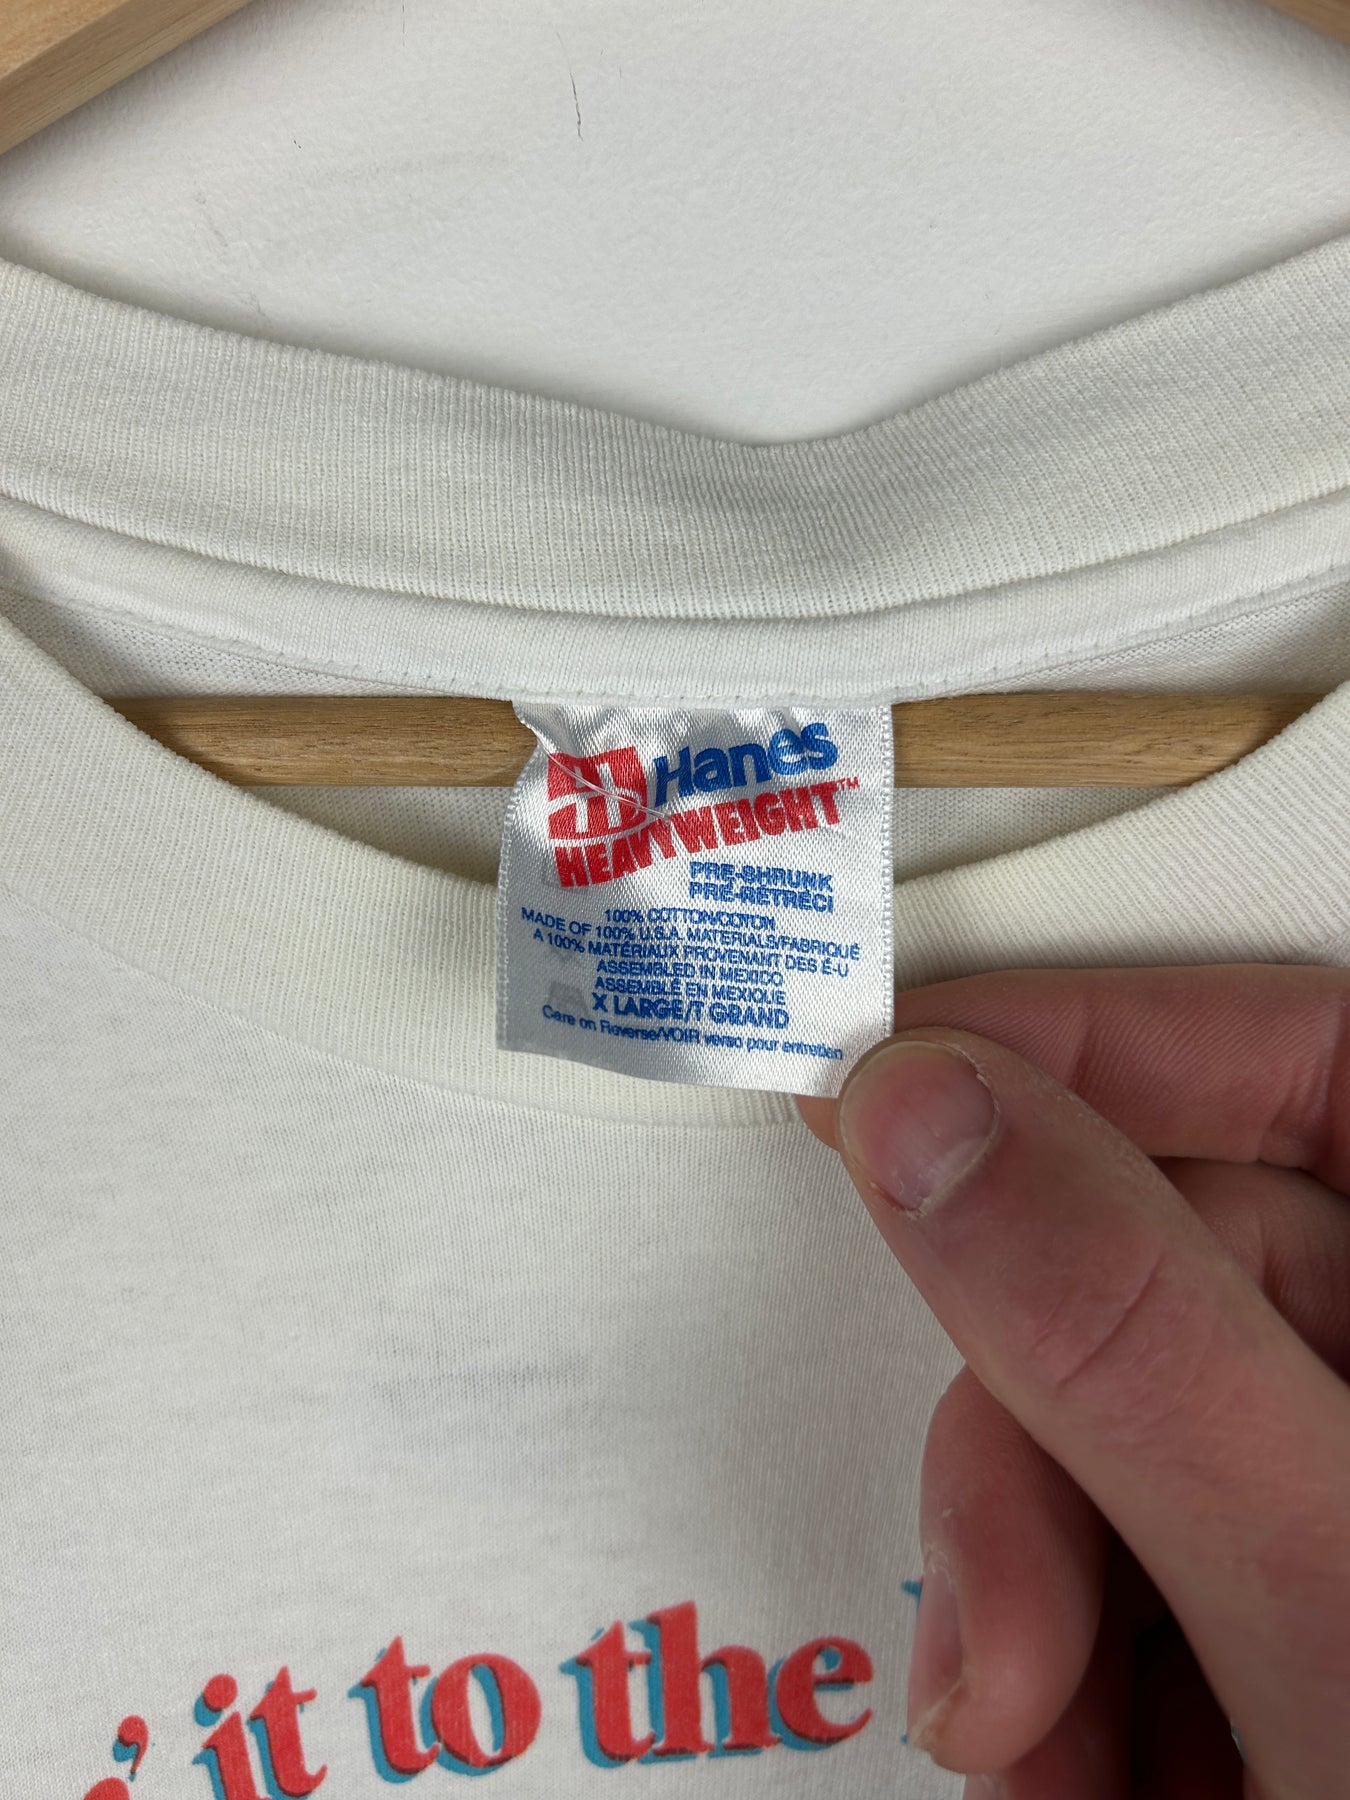 Hanes
HEAVYWEIGHT™
PRE-SHRUNK
PRÉ-RÉTRÉCI
100% COTTON/COTON
MADE OF 100% U.S.A. MATERIALS/FABRIQUÉ
A 100% MATÉRIAUX PROVENANT DES É-U
ASSEMBLED IN MEXICO
ASSEMBLÉ EN MEXIQUE
X LARGE/T GRAND
Care on Reverse/VOIR verso pour entretien
it to the